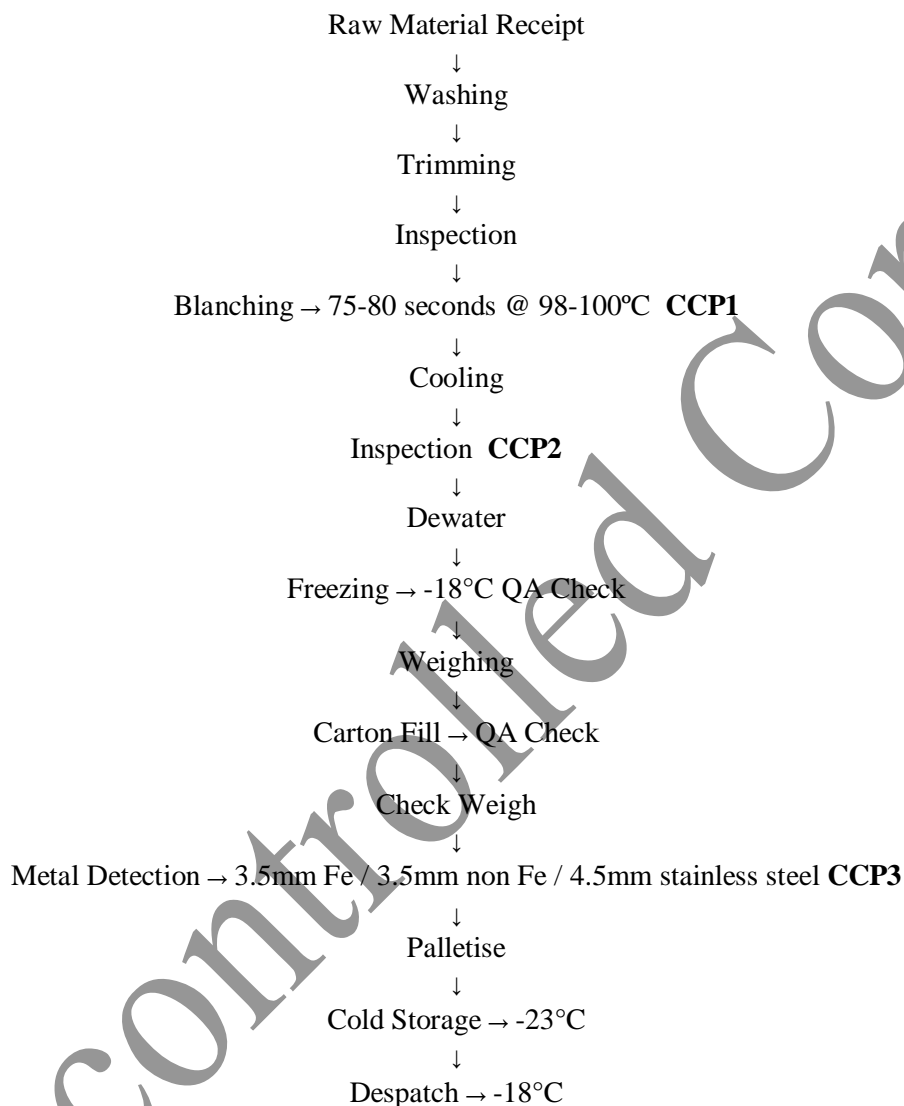 Raw Material Receipt
↓
Washing
↓
Trimming
↓
Inspection
↓
Blanching → 75-80 seconds @ 98-100ºC CCP1
↓
Cooling
↓
Inspection CCP2
↓
Dewater
↓
Freezing → -18°C QA Check
↓
Weighing
↓
Carton Fill → QA Check
↓
Check Weigh
↓
Metal Detection → 3.5mm Fe / 3.5mm non Fe / 4.5mm stainless steel CCP3
↓
Palletise
↓
Cold Storage → -23°C
↓
Despatch → -18°C
controlled Co